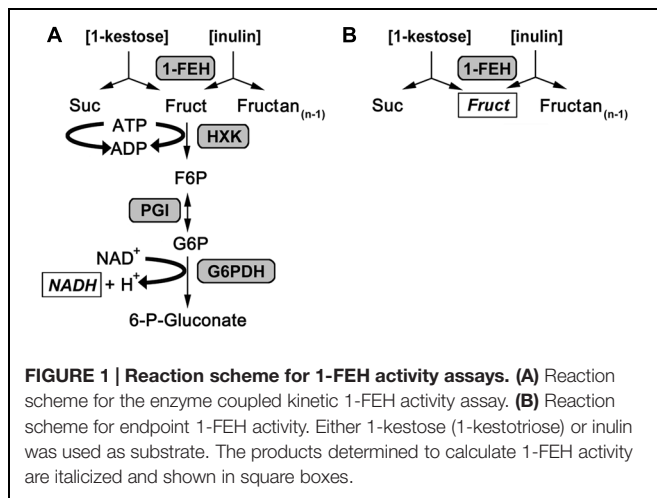 A
[1-kestose] [inulin]
1-FEH
Suc Fruct Fructan(n-1)
ATP
ADP
HXK
F6P
PGI
G6P
NAD+
G6PDH
NADH + H+
6-P-Gluconate
B
[1-kestose] [inulin]
1-FEH
Suc Fruct Fructan(n-1)
FIGURE 1 | Reaction scheme for 1-FEH activity assays. (A) Reaction
scheme for the enzyme coupled kinetic 1-FEH activity assay. (B) Reaction
scheme for endpoint 1-FEH activity. Either 1-kestose (1-kestotriose) or inulin
was used as substrate. The products determined to calculate 1-FEH activity
are italicized and shown in square boxes.